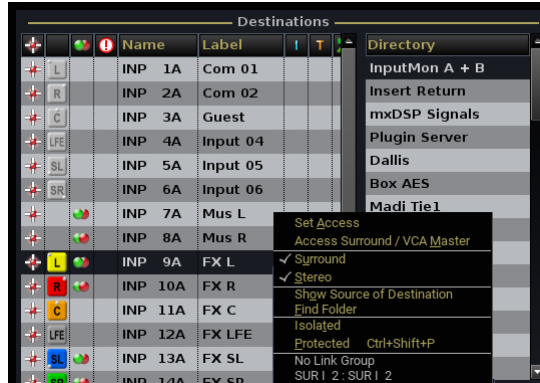 Destinations
Name Label I T Directory
L INP 1A Com 01 InputMon A + B
R INP 2A Com 02 Insert Return
C INP 3A Guest mxDSP Signals
LFE INP 4A Input 04 Plugin Server
SL INP 5A Input 05 Dallis
SR INP 6A Input 06 Box AES
INP 7A Mus L Madi Tie1
Set Access
INP 8A Mus R Access Surround / VCA Master
L INP 9A FX L ✓ Surround
✓ Stereo
R INP 10A FX R Show Source of Destination
C INP 11A FX C Find Folder
Isolated
LFE INP 12A FX LFE Protected Ctrl+Shift+P
SL INP 13A FX SL No Link Group
SR INP 14A FX SR SUR I 2 : SUR I 2